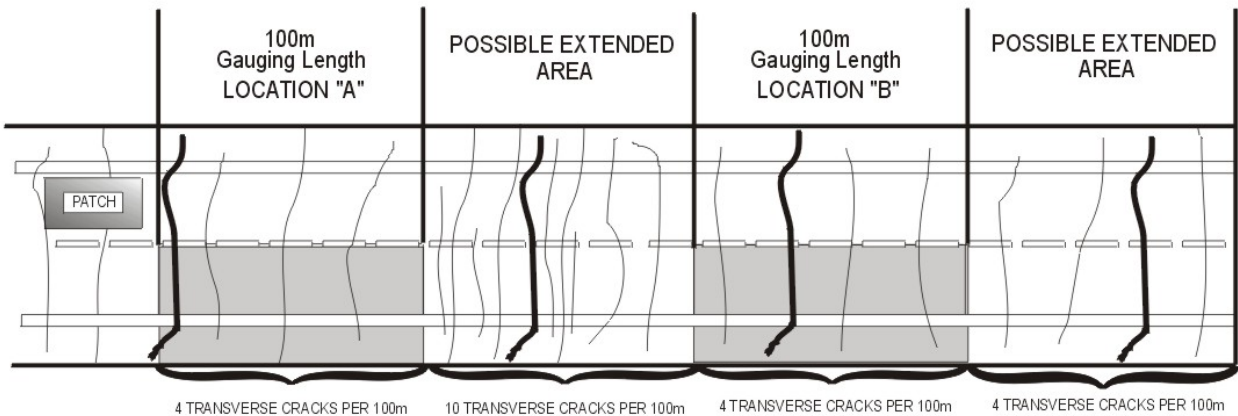 100m
Gauging Length
LOCATION "A"
POSSIBLE EXTENDED
AREA
100m
Gauging Length
LOCATION "B"
POSSIBLE EXTENDED
AREA
PATCH
4 TRANSVERSE CRACKS PER 100m
10 TRANSVERSE CRACKS PER 100m
4 TRANSVERSE CRACKS PER 100m
4 TRANSVERSE CRACKS PER 100m